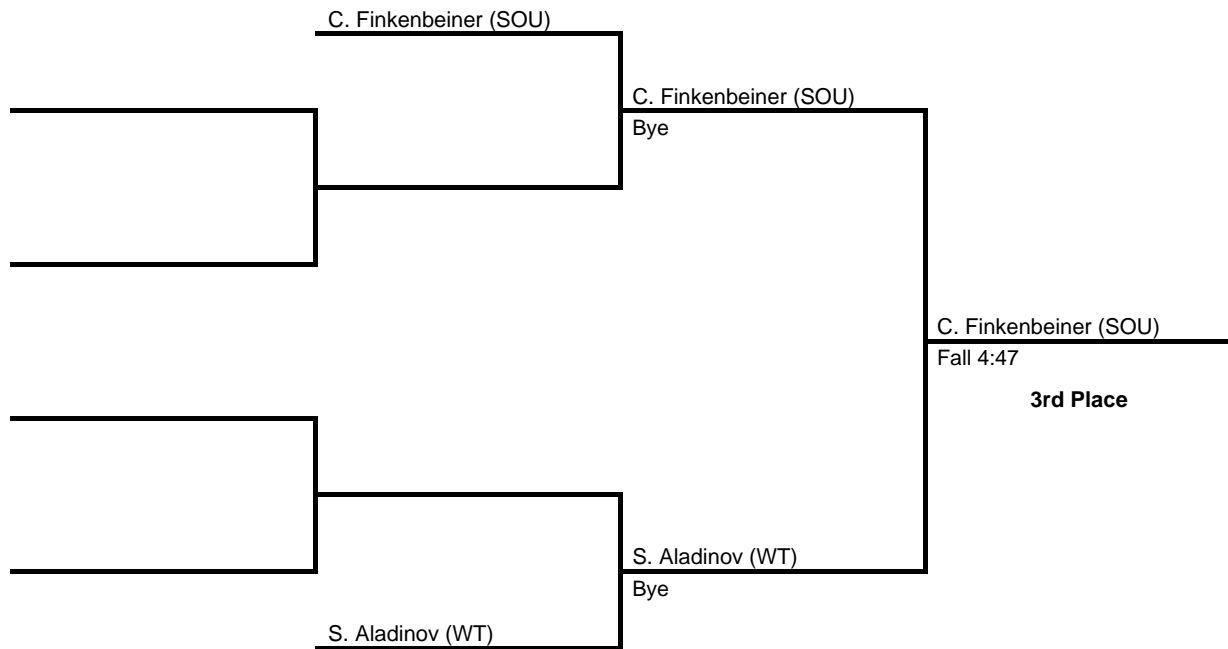 C. Finkenbeiner (SOU)
C. Finkenbeiner (SOU)
Bye
C. Finkenbeiner (SOU)
Fall 4:47
3rd Place
S. Aladinov (WT)
Bye
S. Aladinov (WT)